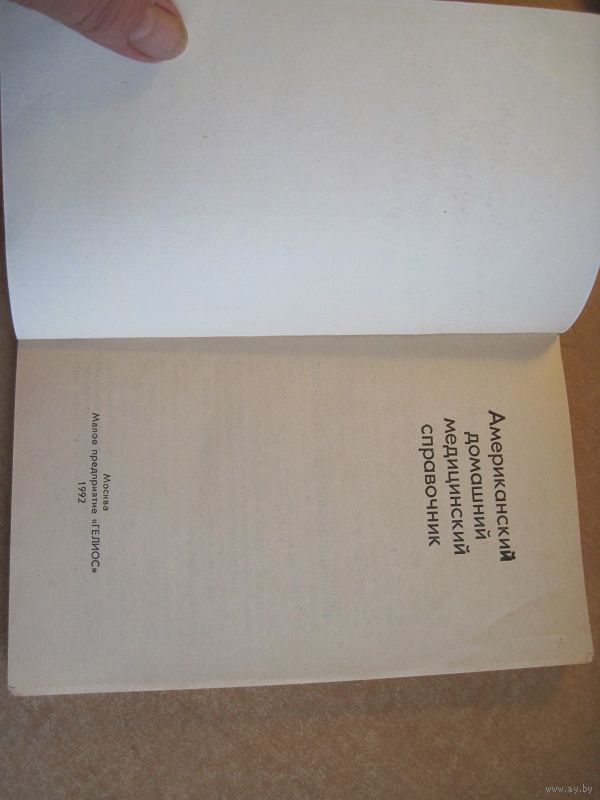 Американский
домашний
медицинский
справочник
Москва
Малое предприятие «ГЕЛИОС»
1992
www.ay.by